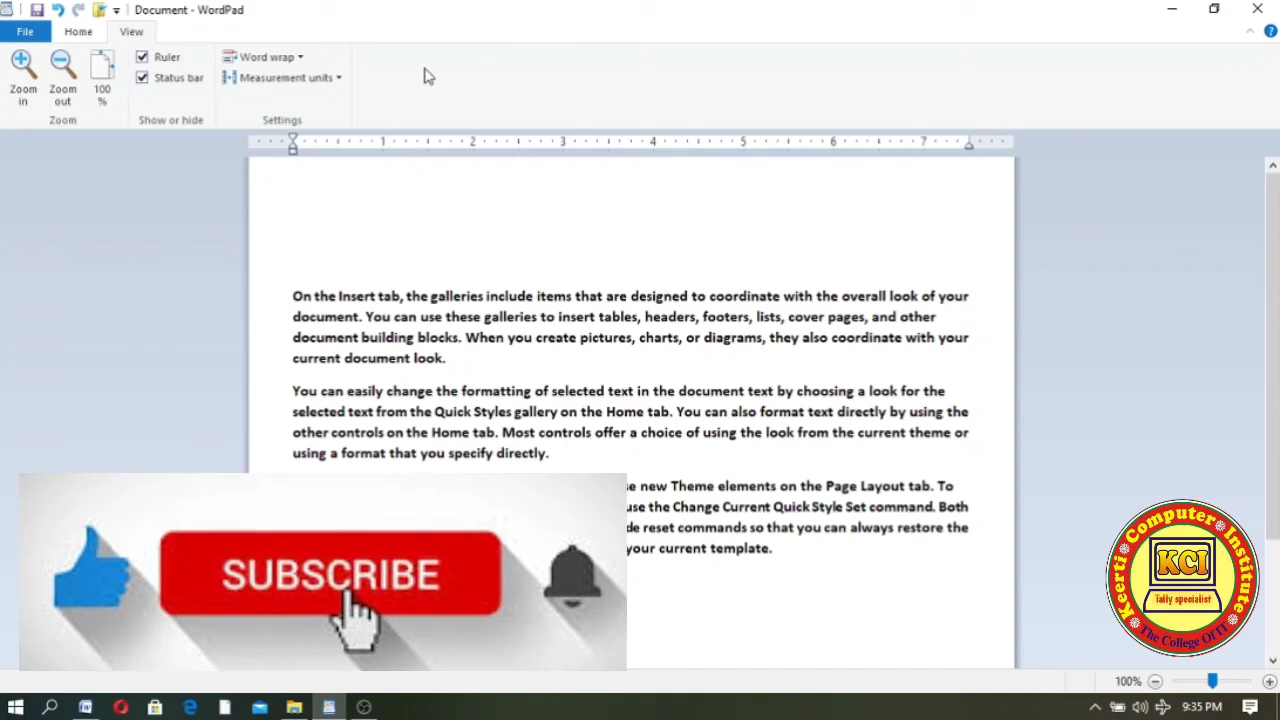 Document - WordPad
File Home View
Zoom in
Zoom out
100 %
Zoom
Ruler
Status bar
Show or hide
Word wrap
Measurement units
Settings
1 2 3 4 5 6 7
On the Insert tab, the galleries include items that are designed to coordinate with the overall look of your
document. You can use these galleries to insert tables, headers, footers, lists, cover pages, and other
document building blocks. When you create pictures, charts, or diagrams, they also coordinate with your
current document look.
You can easily change the formatting of selected text in the document text by choosing a look for the
selected text from the Quick Styles gallery on the Home tab. You can also format text directly by using the
other controls on the Home tab. Most controls offer a choice of using the look from the current theme or
using a format that you specify directly.
new Theme elements on the Page Layout tab. To
use the Change Current Quick Style Set command. Both
de reset commands so that you can always restore the
your current template.
SUBSCRIBE
Keerti Computer Institute
KCI
Tally specialist
The College Of IT
100%
9:35 PM